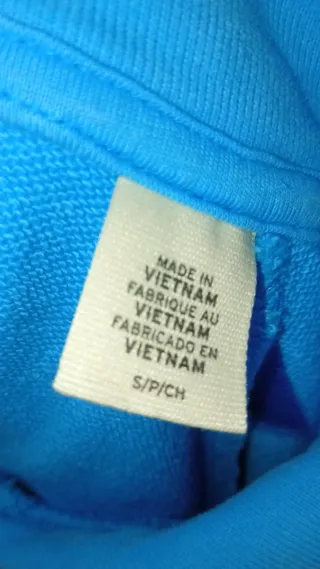 MADE IN
VIETNAM
FABRIQUE AU
VIETNAM
FABRICADO EN
VIETNAM
S/P/CH